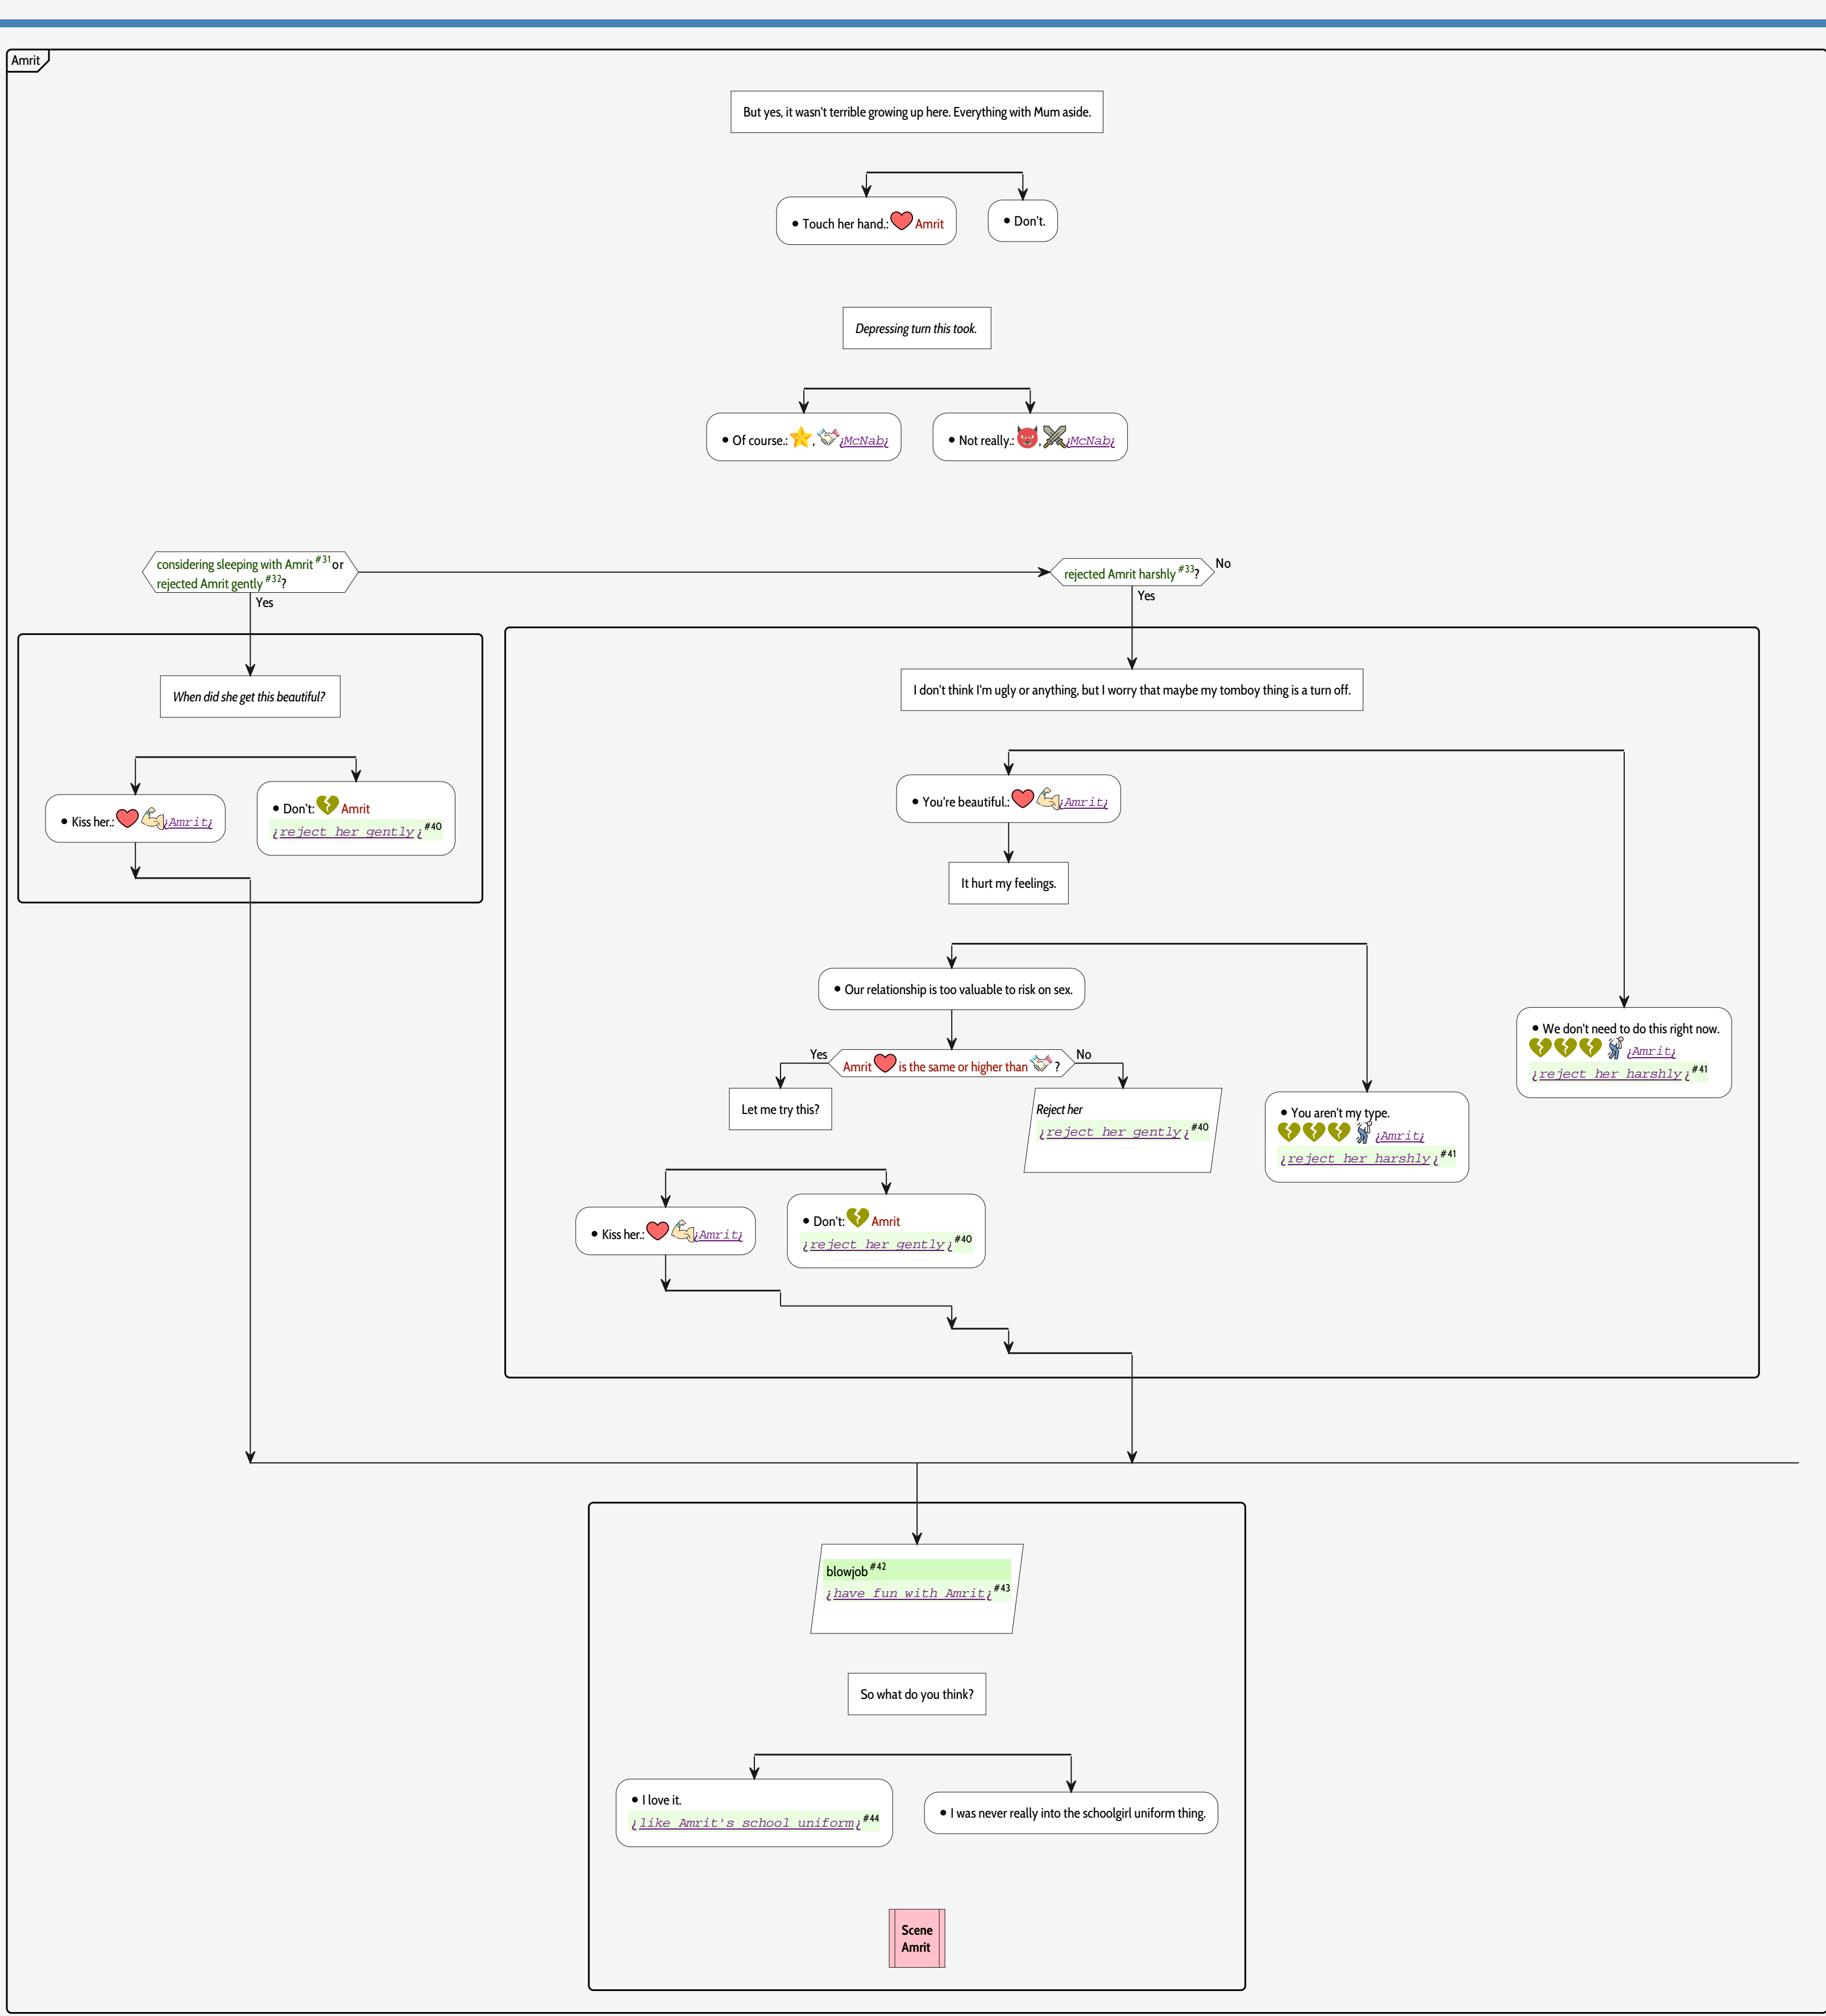 Amrit
But yes, it wasn't terrible growing up here. Everything with Mum aside.
• Touch her hand.: Amrit
• Don't.
Depressing turn this took.
• Of course.: , ¿McNab¿
• Not really.: , ¿McNab¿
considering sleeping with Amrit #31 or
rejected Amrit gently #32?
Yes
rejected Amrit harshly #33?
No
Yes
When did she get this beautiful?
• Kiss her.: ¿Amrit¿
• Don't: Amrit
¿reject her gently¿ #40
I don't think I'm ugly or anything, but I worry that maybe my tomboy thing is a turn off.
• You're beautiful.: ¿Amrit¿
It hurt my feelings.
• Our relationship is too valuable to risk on sex.
• We don't need to do this right now.
¿Amrit¿
¿reject her harshly¿ #41
Yes
Amrit is the same or higher than ?
No
Let me try this?
Reject her
¿reject her gently¿ #40
• You aren't my type.
¿Amrit¿
¿reject her harshly¿ #41
• Kiss her.: ¿Amrit¿
• Don't: Amrit
¿reject her gently¿ #40
blowjob #42
¿have fun with Amrit¿ #43
So what do you think?
• I love it.
¿like Amrit's school uniform¿ #44
• I was never really into the schoolgirl uniform thing.
Scene
Amrit